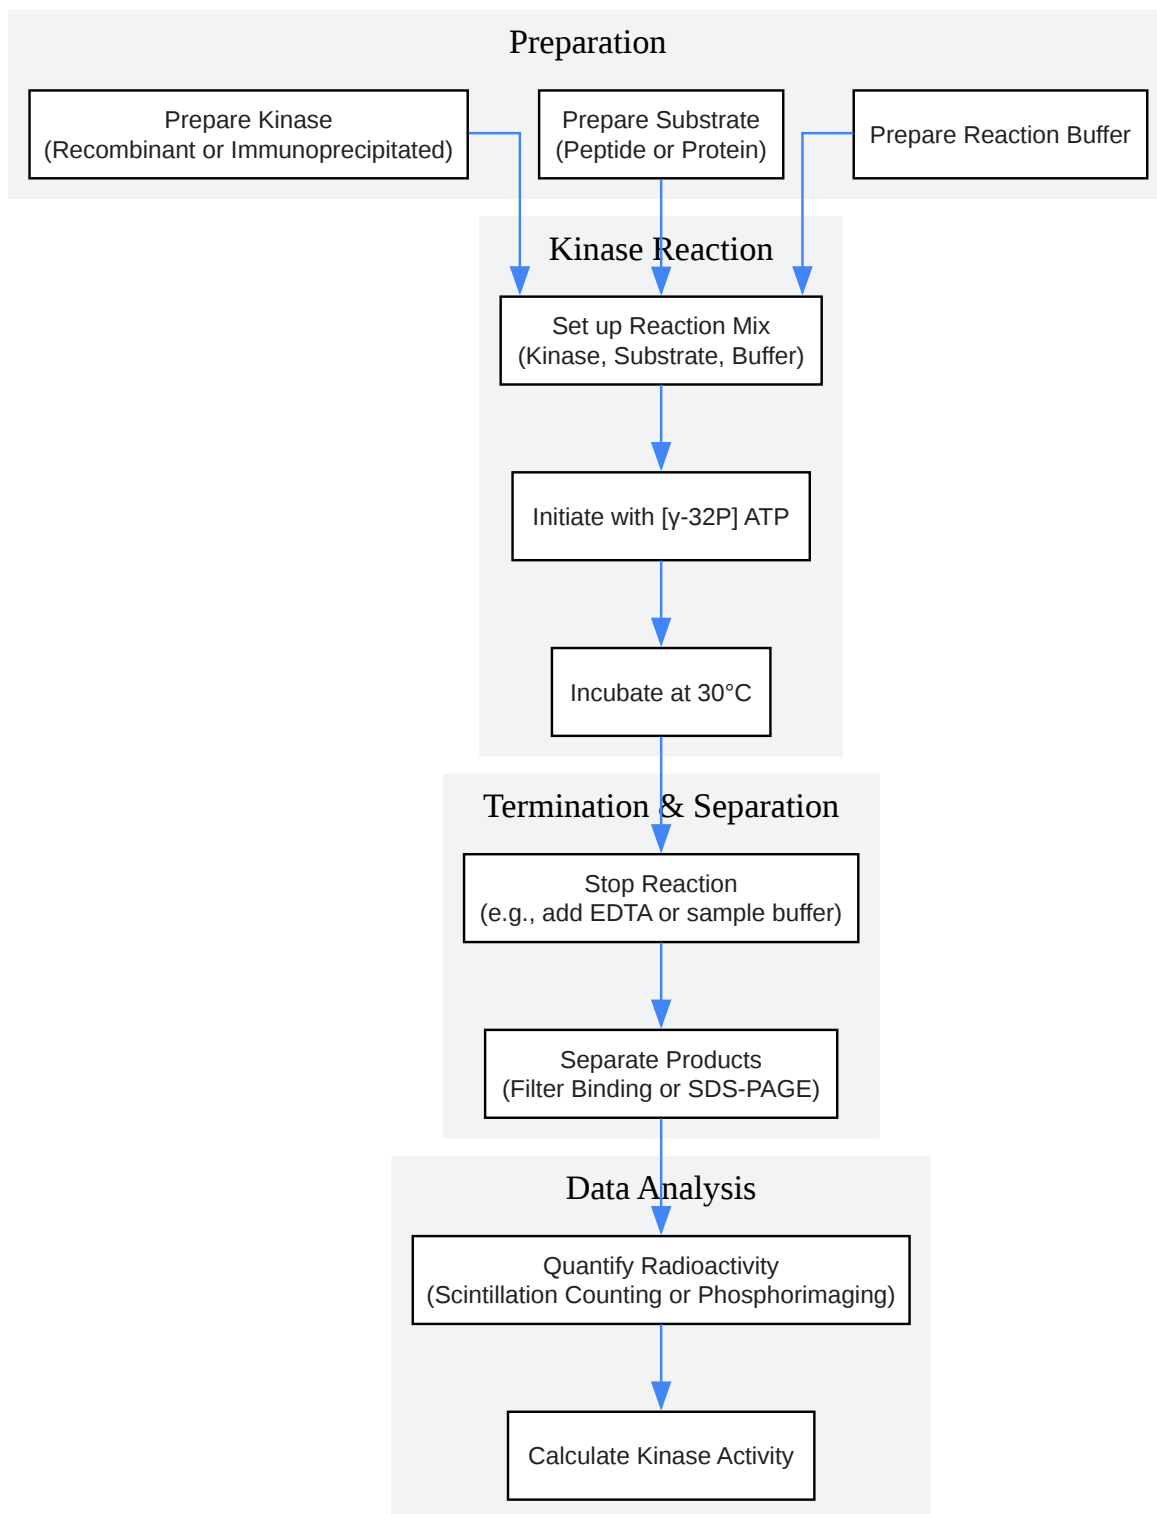 Preparation
Prepare Kinase
(Recombinant or Immunoprecipitated)
Prepare Substrate
(Peptide or Protein)
Prepare Reaction Buffer
Kinase Reaction
Set up Reaction Mix
(Kinase, Substrate, Buffer)
Initiate with [γ-32P] ATP
Incubate at 30°C
Termination & Separation
Stop Reaction
(e.g., add EDTA or sample buffer)
Separate Products
(Filter Binding or SDS-PAGE)
Data Analysis
Quantify Radioactivity
(Scintillation Counting or Phosphorimaging)
Calculate Kinase Activity